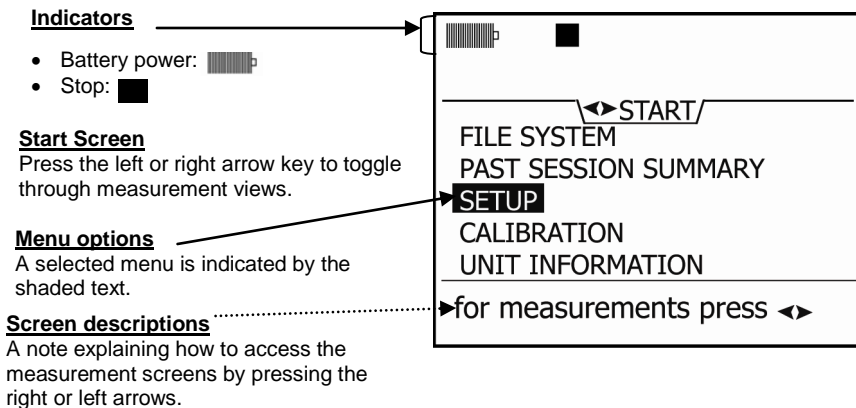 Indicators
• Battery power:
• Stop:
Start Screen
Press the left or right arrow key to toggle
through measurement views.
Menu options
A selected menu is indicated by the
shaded text.
Screen descriptions
A note explaining how to access the
measurement screens by pressing the
right or left arrows.
START
FILE SYSTEM
PAST SESSION SUMMARY
SETUP
CALIBRATION
UNIT INFORMATION
for measurements press